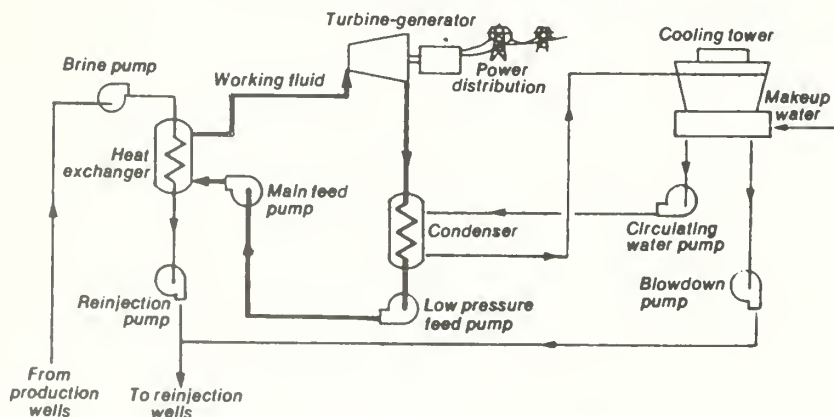 Turbine-generator
Cooling tower
Brine pump
Working fluid
Power
distribution
Makeup
water
Heat
exchanger
Main feed
pump
Condenser
Circulating
water pump
Reinjection
pump
Low pressure
feed pump
Blowdown
pump
From
production
wells
To reinjection
wells